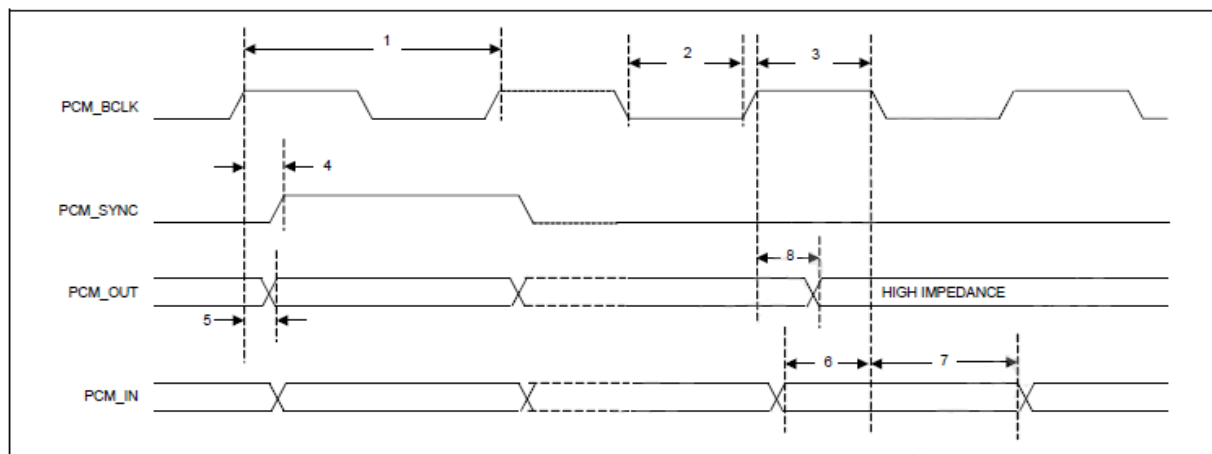 1
2
3
PCM_BCLK
4
PCM_SYNC
8
PCM_OUT
HIGH IMPEDANCE
5
6
7
PCM_IN